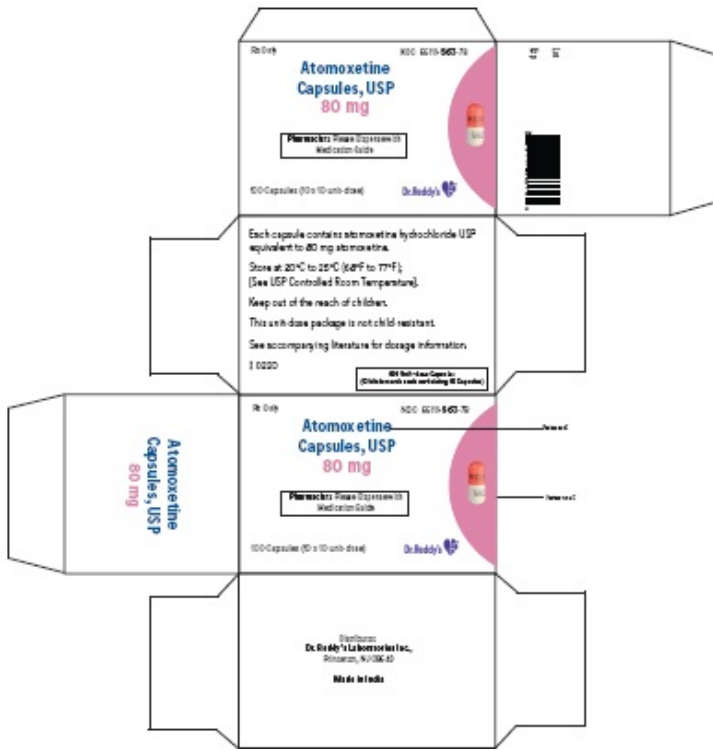 Rx Only
Atomoxetine
Capsules, USP
80 mg
Pharmacist: Please Dispense with
Medication Guide
100 Capsules (10 x 10 unit-dose)
Dr.Reddy's
Each capsule contains atomoxetine hydrochloride USP
equivalent to 80 mg atomoxetine.
Store at 20°C to 25°C (68°F to 77°F);
[See USP Controlled Room Temperature].
Keep out of the reach of children.
This unit-dose package is not child-resistant.
See accompanying literature for dosage information.
Rx Only
Atomoxetine
Capsules, USP
80 mg
Pharmacist: Please Dispense with
Medication Guide
100 Capsules (10 x 10 unit-dose)
Dr.Reddy's
Atomoxetine
Capsules, USP
80 mg
Dr. Reddy's Laboratories Inc.,
Princeton, NJ
Made in India